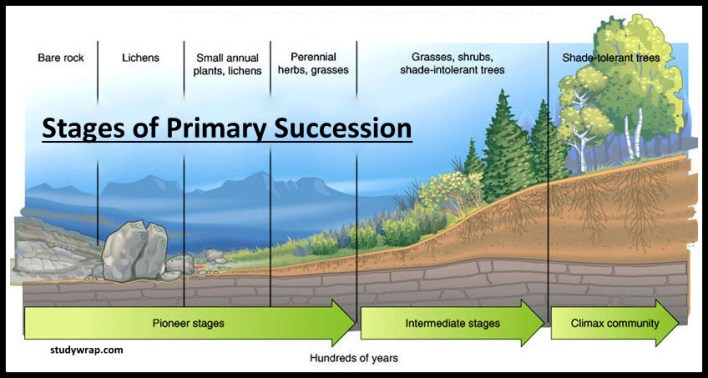 Bare rock
Lichens
Small annual
plants, lichens
Perennial
herbs, grasses
Grasses, shrubs,
shade-intolerant trees
Shade-tolerant trees
Stages of Primary Succession
Pioneer stages
Intermediate stages
Climax community
studywrap.com
Hundreds of years